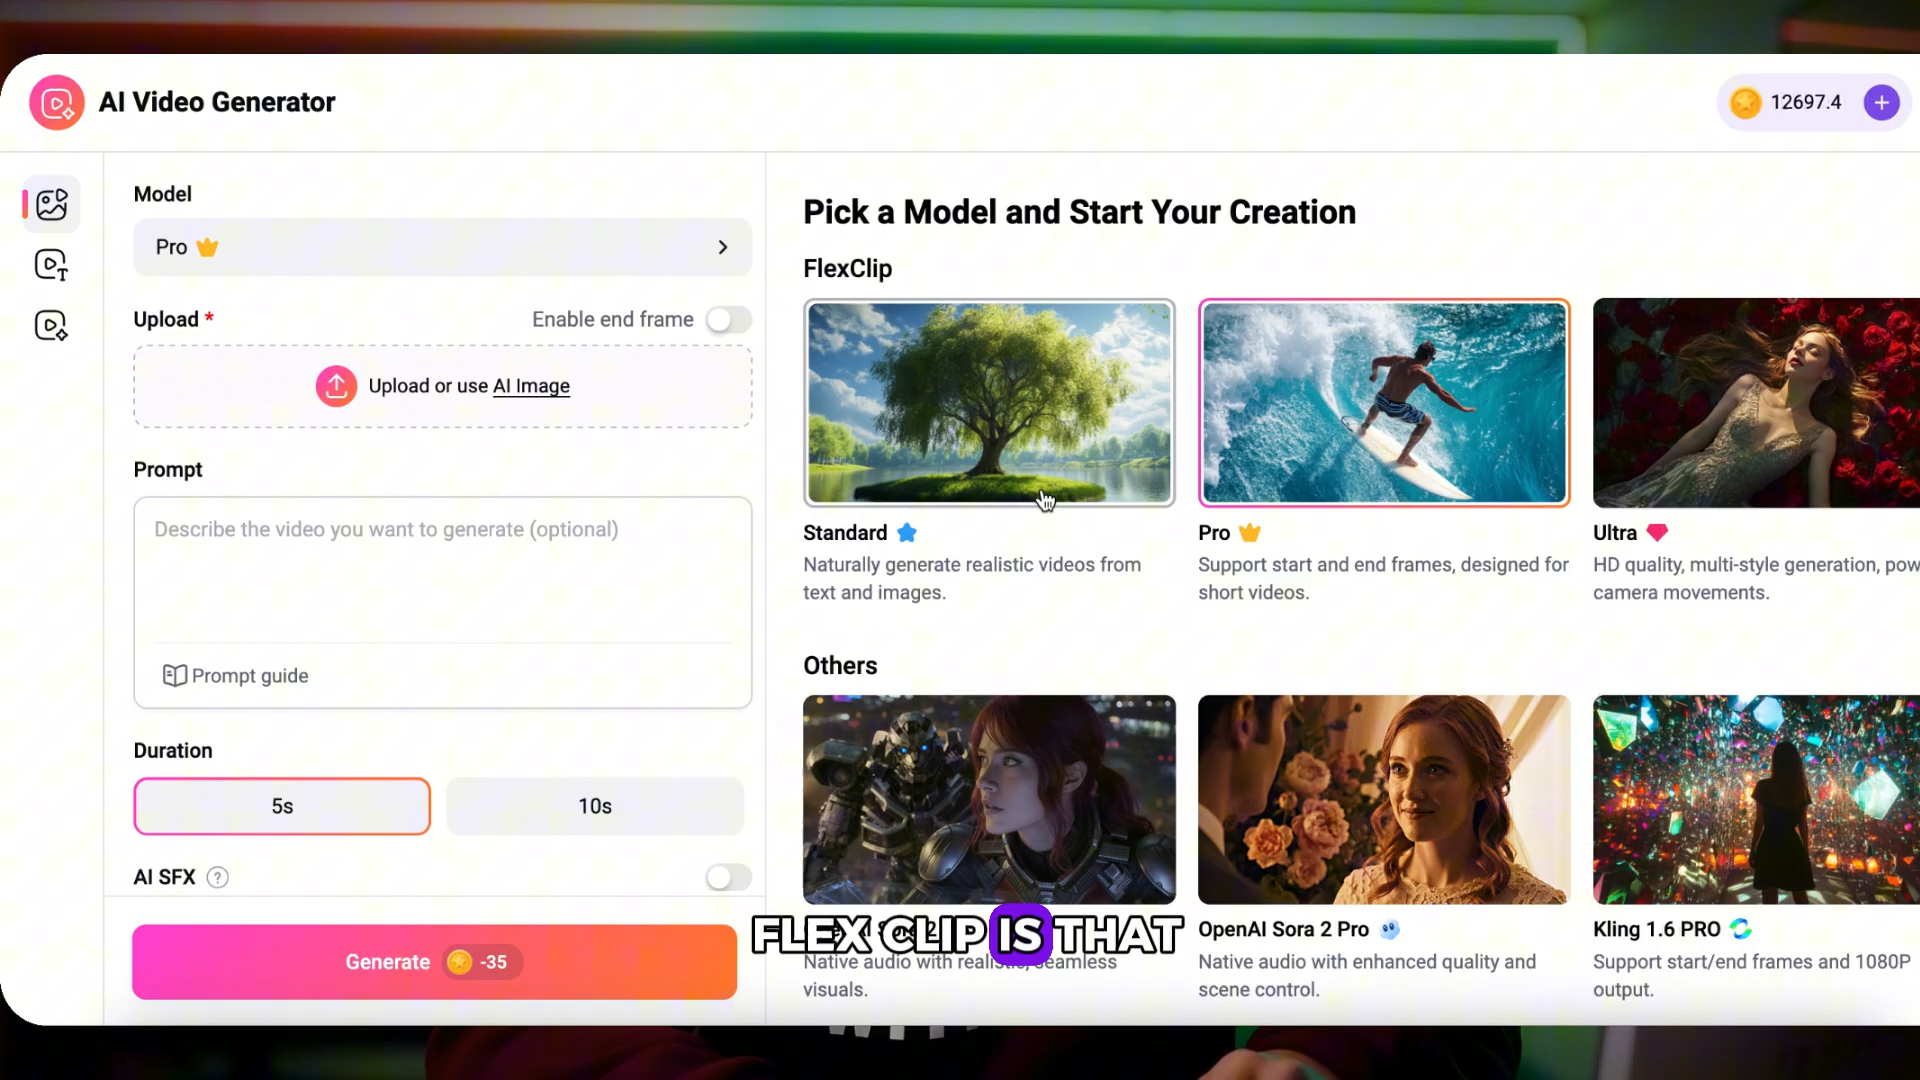 AI Video Generator
12697.4
Model
Pro
Upload *
Enable end frame
Upload or use AI Image
Prompt
Describe the video you want to generate (optional)
Prompt guide
Duration
5s
10s
AI SFX ?
Generate -35
Pick a Model and Start Your Creation
FlexClip
Standard
Naturally generate realistic videos from
text and images.
Pro
Support start and end frames, designed for
short videos.
Ultra
HD quality, multi-style generation, pow
camera movements.
Others
Native audio with realistic, seamless
visuals.
OpenAI Sora 2 Pro
Native audio with enhanced quality and
scene control.
Kling 1.6 PRO
Support start/end frames and 1080P
output.
FLEX CLIP IS THAT